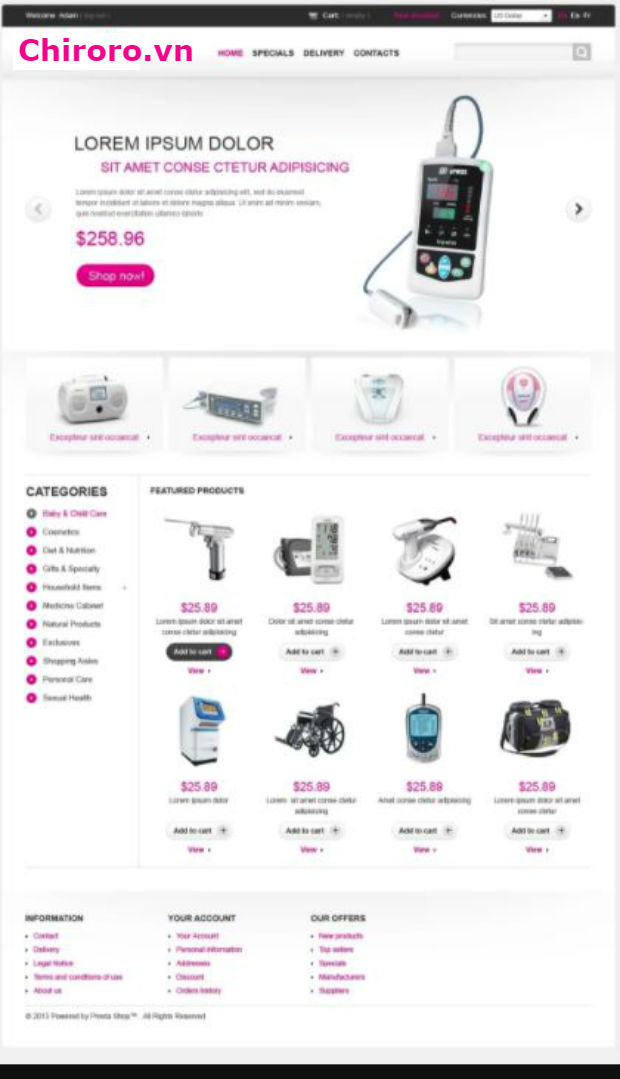 Welcome Adam ( log out )
Cart: ( empty )
Your account
Currencies
US Dollar
En Es Fr
Chiroro.vn
HOME SPECIALS DELIVERY CONTACTS
LOREM IPSUM DOLOR
SIT AMET CONSE CTETUR ADIPISICING
Lorem ipsum dolor sit amet conse ctetur adipisicing elit, sed do eiusmod
tempor incididunt ut labore et dolore magna aliqua. Ut enim ad minim veniam,
quis nostrud exercitation ullamco laboris
$258.96
Shop now!
Excepteur sint occaecat
Excepteur sint occaecat
Excepteur sint occaecat
Excepteur sint occaecat
CATEGORIES
Baby & Child Care
Cosmetics
Diet & Nutrition
Gifts & Specialty
Household Items
Medicine Cabinet
Natural Products
Exclusives
Shopping Aisles
Personal Care
Sexual Health
FEATURED PRODUCTS
$25.89
Lorem ipsum dolor sit amet
conse ctetur adipisicing
Add to cart
View
$25.89
Dolor sit amet conse ctetur
adipisicing
Add to cart
View
$25.89
Lorem ipsum dolor sit amet
conse ctetur
Add to cart
View
$25.89
Sit amet conse ctetur adipisic-
ing
Add to cart
View
$25.89
Lorem ipsum dolor
Add to cart
View
$25.89
Lorem sit amet conse ctetur
adipisicing
Add to cart
View
$25.89
Amet conse ctetur adipisicing
Add to cart
View
$25.89
Lorem ipsum dolor sit amet
conse ctetur
Add to cart
View
INFORMATION
Contact
Delivery
Legal Notice
Terms and conditions of use
About us
YOUR ACCOUNT
Your Account
Personal information
Addresses
Discount
Orders history
OUR OFFERS
New products
Top sellers
Specials
Manufacturers
Suppliers
© 2013 Powered by Presta Shop™. All Rights Reserved